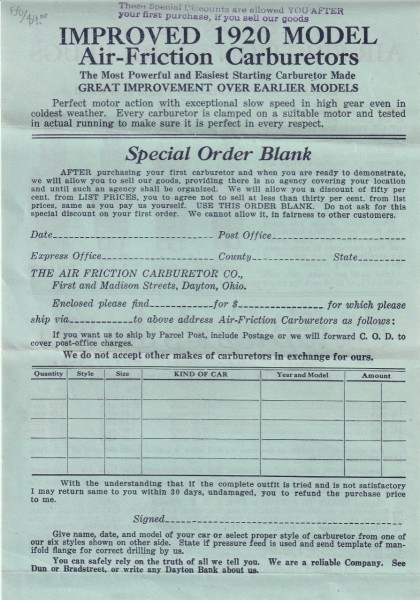 These Special Discounts are allowed YOU AFTER
your first purchase, if you sell our goods
IMPROVED 1920 MODEL
Air-Friction Carburetors
The Most Powerful and Easiest Starting Carburetor Made
GREAT IMPROVEMENT OVER EARLIER MODELS
Perfect motor action with exceptional slow speed in high gear even in
coldest weather. Every carburetor is clamped on a suitable motor and tested
in actual running to make sure it is perfect in every respect.
Special Order Blank
AFTER purchasing your first carburetor and when you are ready to demonstrate,
we will allow you to sell our goods, providing there is no agency covering your location
and until such an agency shall be organized. We will allow you a discount of fifty per
cent. from LIST PRICES, you to agree not to sell at less than thirty per cent. from list
prices, same as you pay us yourself. USE THIS ORDER BLANK. Do not ask for this
special discount on your first order. We cannot allow it, in fairness to other customers.
Date Post Office
Express Office County State
THE AIR FRICTION CARBURETOR CO.,
First and Madison Streets, Dayton, Ohio.
Enclosed please find for $ for which please
ship via to above address Air-Friction Carburetors as follows:
If you want us to ship by Parcel Post, include Postage or we will forward C. O. D. to
cover post-office charges.
We do not accept other makes of carburetors in exchange for ours.
Quantity Style Size KIND OF CAR Year and Model Amount
With the understanding that if the complete outfit is tried and is not satisfactory
I may return same to you within 30 days, undamaged, you to refund the purchase price
to me.
Signed
Give name, date, and model of your car or select proper style of carburetor from one of
our six styles shown on other side. State if pressure feed is used and send template of man-
ifold flange for correct drilling by us.
You can safely rely on the truth of all we tell you. We are a reliable Company. See
Dun or Bradstreet, or write any Dayton Bank about us.